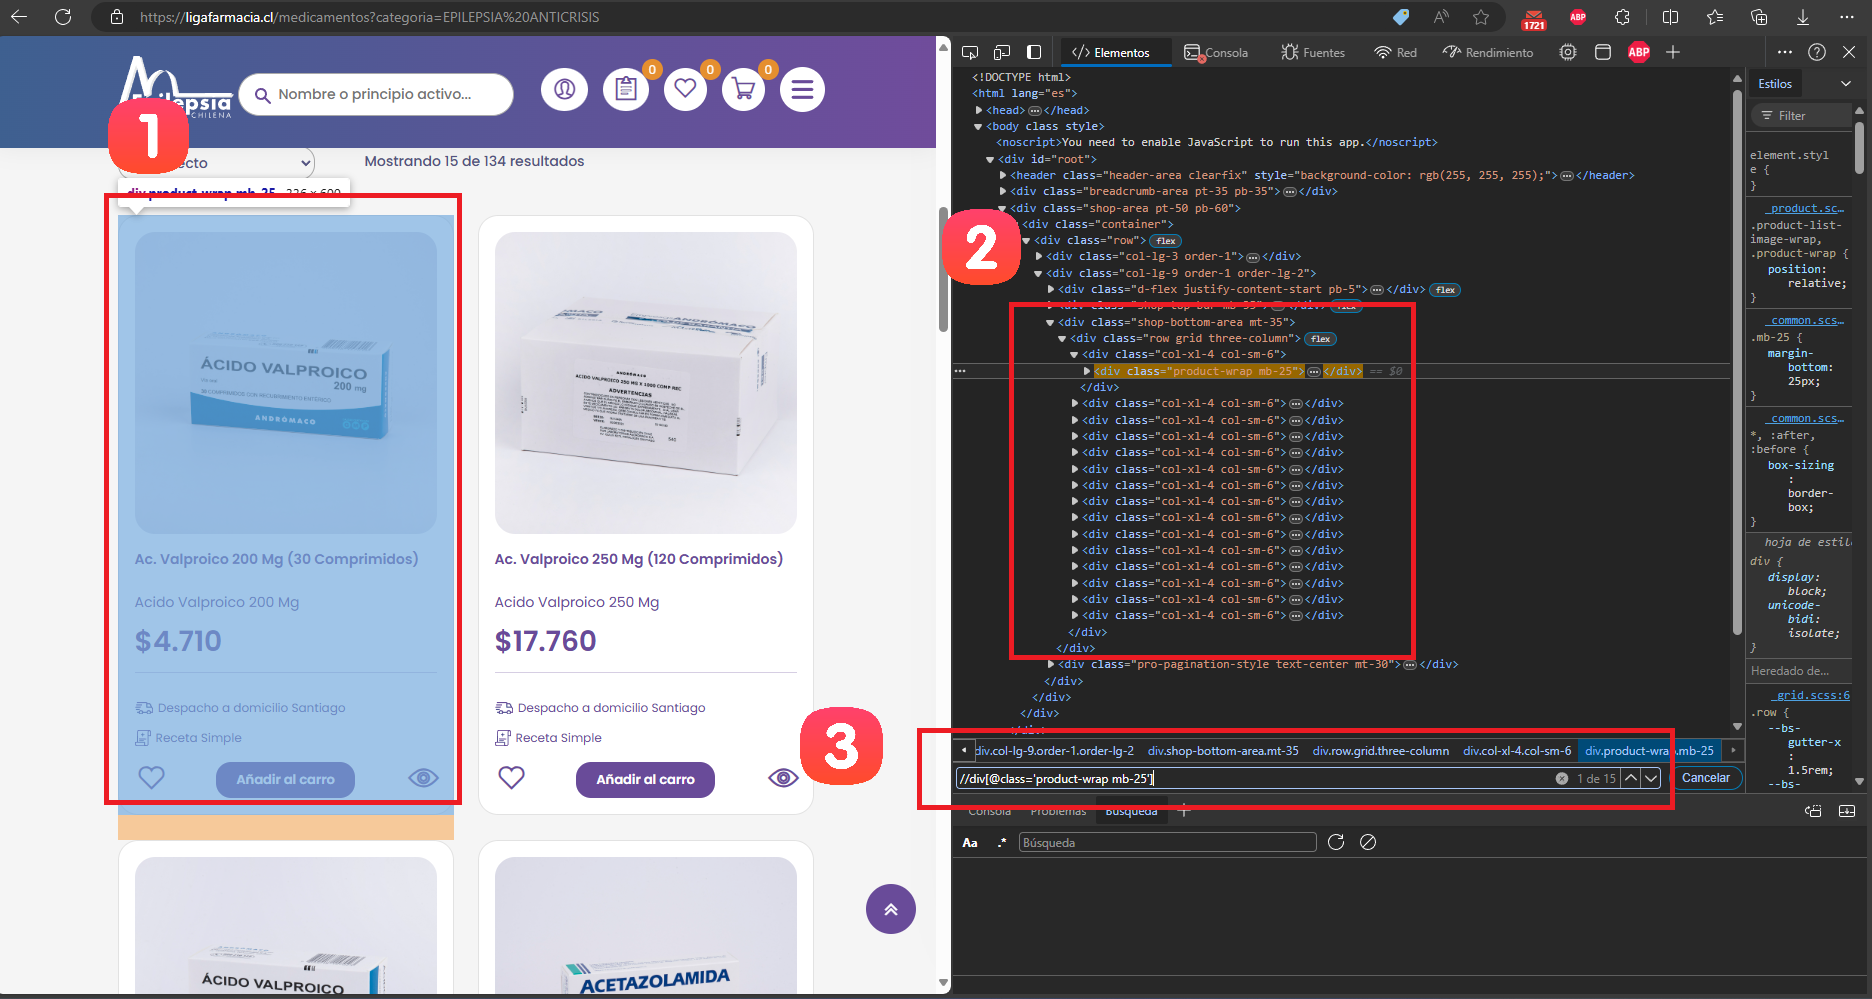 https://ligafarmacia.cl/medicamentos?categoria=EPILEPSIA%20ANTICRISIS
1721
ABP
Epilepsia
CHILENA
Nombre o principio activo...
0
0
0
1
Mostrando 15 de 134 resultados
div.product-wrap.mb-25
ÁCIDO VALPROICO
200 mg
ANDRÓMACO
ÁCIDO VALPROICO 250 MG X 1000 COMP REC
ADVERTENCIAS
Ac. Valproico 200 Mg (30 Comprimidos)
Acido Valproico 200 Mg
$4.710
Despacho a domicilio Santiago
Receta Simple
Añadir al carro
Ac. Valproico 250 Mg (120 Comprimidos)
Acido Valproico 250 Mg
$17.760
Despacho a domicilio Santiago
Receta Simple
Añadir al carro
ÁCIDO VALPROICO
ACETAZOLAMIDA
Elementos
Consola
Fuentes
Red
Rendimiento
ABP
2
<!DOCTYPE html>
<html lang="es">
<head> ... </head>
<body class style>
<noscript>You need to enable JavaScript to run this app.</noscript>
<div id="root">
<header class="header-area clearfix" style="background-color: rgb(255, 255, 255);"> ... </header>
<div class="breadcrumb-area pt-35 pb-35"> ... </div>
<div class="shop-area pt-50 pb-60">
<div class="container">
<div class="row"> flex
<div class="col-lg-3 order-1"> ... </div>
<div class="col-lg-9 order-1 order-lg-2">
<div class="d-flex justify-content-start pb-5"> ... </div> flex
<div class="shop-bottom-area mt-35">
<div class="row grid three-column"> flex
<div class="col-xl-4 col-sm-6">
... <div class="product-wrap mb-25"> ... </div> == $0
</div>
<div class="col-xl-4 col-sm-6"> ... </div>
<div class="col-xl-4 col-sm-6"> ... </div>
<div class="col-xl-4 col-sm-6"> ... </div>
<div class="col-xl-4 col-sm-6"> ... </div>
<div class="col-xl-4 col-sm-6"> ... </div>
<div class="col-xl-4 col-sm-6"> ... </div>
<div class="col-xl-4 col-sm-6"> ... </div>
<div class="col-xl-4 col-sm-6"> ... </div>
<div class="col-xl-4 col-sm-6"> ... </div>
<div class="col-xl-4 col-sm-6"> ... </div>
<div class="col-xl-4 col-sm-6"> ... </div>
<div class="col-xl-4 col-sm-6"> ... </div>
<div class="col-xl-4 col-sm-6"> ... </div>
<div class="col-xl-4 col-sm-6"> ... </div>
</div>
</div>
<div class="pro-pagination-style text-center mt-30"> ... </div>
</div>
</div>
</div>
3
div.col-lg-9.order-1.order-lg-2 div.shop-bottom-area.mt-35 div.row.grid.three-column div.col-xl-4.col-sm-6 div.product-wrap.mb-25
//div[@class='product-wrap mb-25']
1 de 15
Cancelar
Consola Problemas Búsqueda
Aa .* Búsqueda
Estilos
Filter
element.styl
e {
}
_product.sc...
.product-list-
image-wrap,
.product-wrap {
position:
relative;
}
_common.scs...
.mb-25 {
margin-
bottom:
25px;
}
_common.scs...
*, :after,
:before {
box-sizing
:
border-
box;
}
hoja de estil
div {
display:
block;
unicode-
bidi:
isolate;
}
Heredado de...
_grid.scss:6
.row {
--bs-
gutter-x
:
1.5rem;
--bs-